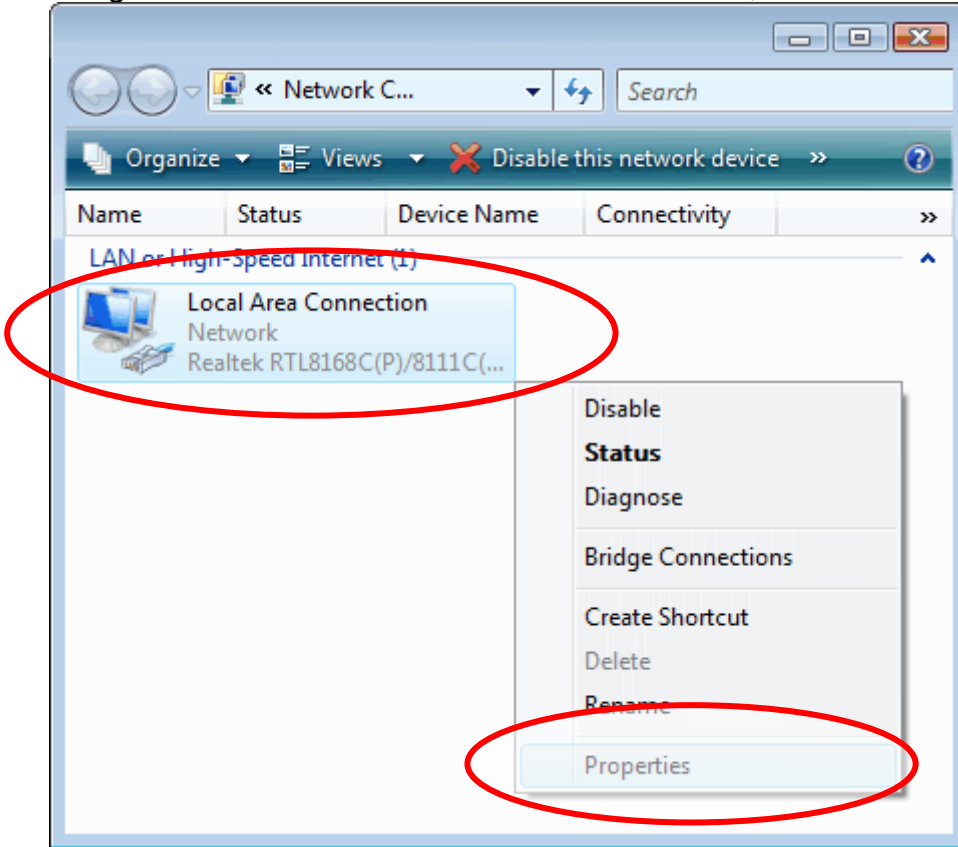 « Network C...
Search
Organize Views Disable this network device »
Name Status Device Name Connectivity »
LAN or High-Speed Internet (1)
Local Area Connection
Network
Realtek RTL8168C(P)/8111C(...
Disable
Status
Diagnose
Bridge Connections
Create Shortcut
Delete
Rename
Properties